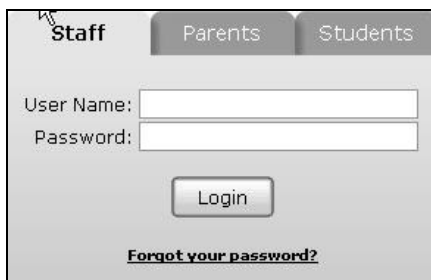 Staff Parents Students
User Name:
Password:
Login
Forgot your password?